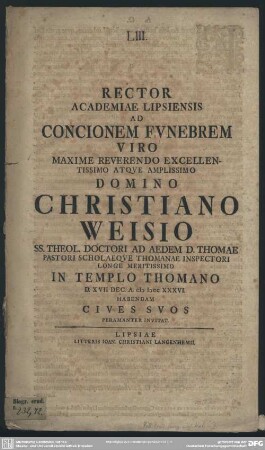 LIII.
RECTOR
ACADEMIAE LIPSIENSIS
AD
CONCIONEM FVNEBREM
VIRO
MAXIME REVERENDO EXCELLEN-
TISSIMO ATQVE AMPLISSIMO
DOMINO
CHRISTIANO
WEISIO
SS. THEOL. DOCTORI AD AEDEM D. THOMAE
PASTORI SCHOLAEQVE THOMANAE INSPECTORI
LONGE MERITISSIMO
IN TEMPLO THOMANO
D. XVII DEC. A. XXXVI.
HABENDAM
CIVES SVOS
PERAMANTER INVITAT
LIPSIAE
LITTERIS IOAN. CHRISTIANI LANGENHEMII.
Biogr. erud.